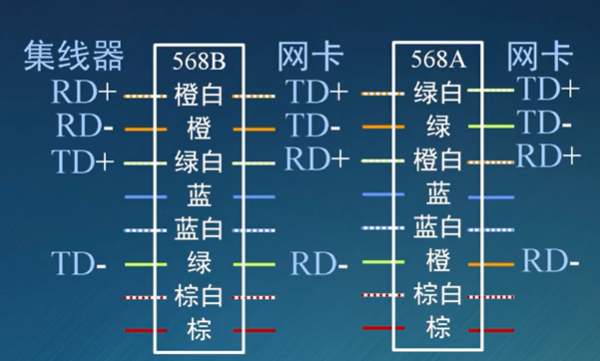 集线器 568B 网卡 568A 网卡
RD+ 橙白 TD+ 绿白 TD+
RD- 橙 TD- 绿 TD-
TD+ 绿白 RD+ 橙白 RD+
蓝 蓝
蓝白 蓝白
TD- 绿 RD- 橙 RD-
棕白 棕白
棕 棕